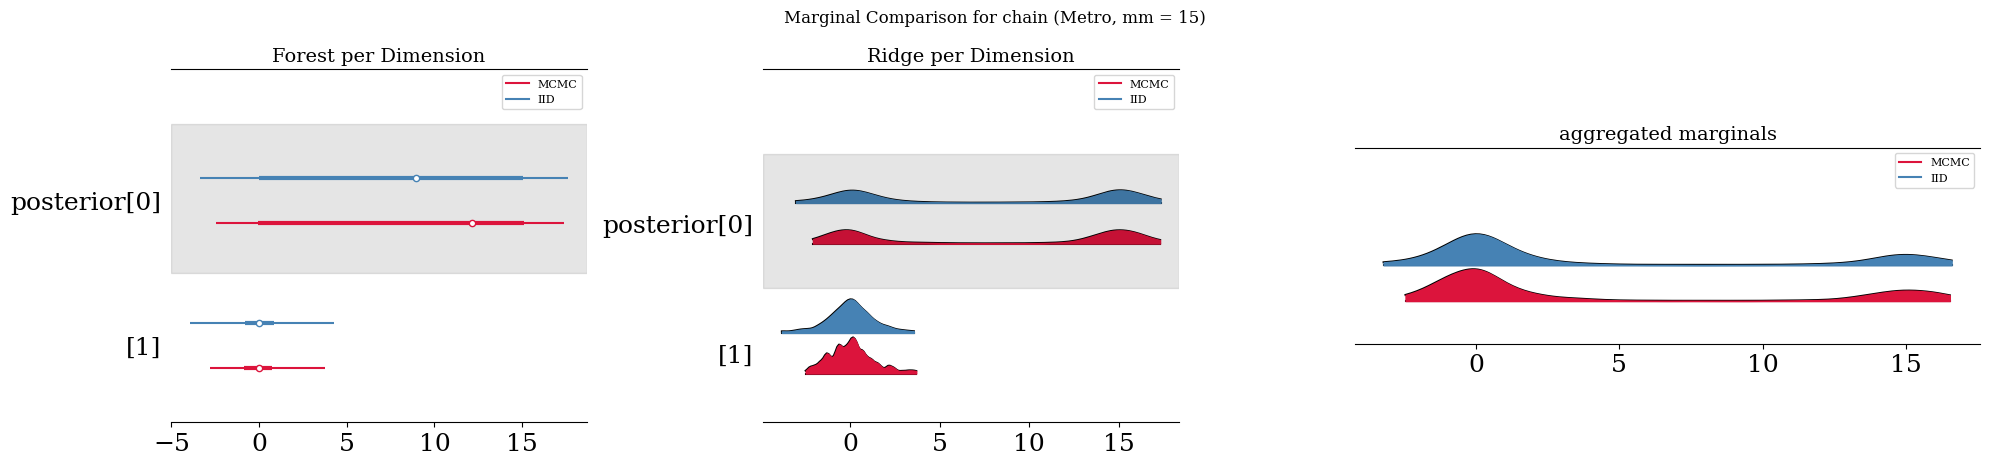 Marginal Comparison for chain (Metro, mm = 15)
Forest per Dimension
MCMC
IID
posterior[0]
[1]
−5 0 5 10 15
Ridge per Dimension
MCMC
IID
posterior[0]
[1]
0 5 10 15
aggregated marginals
MCMC
IID
0 5 10 15